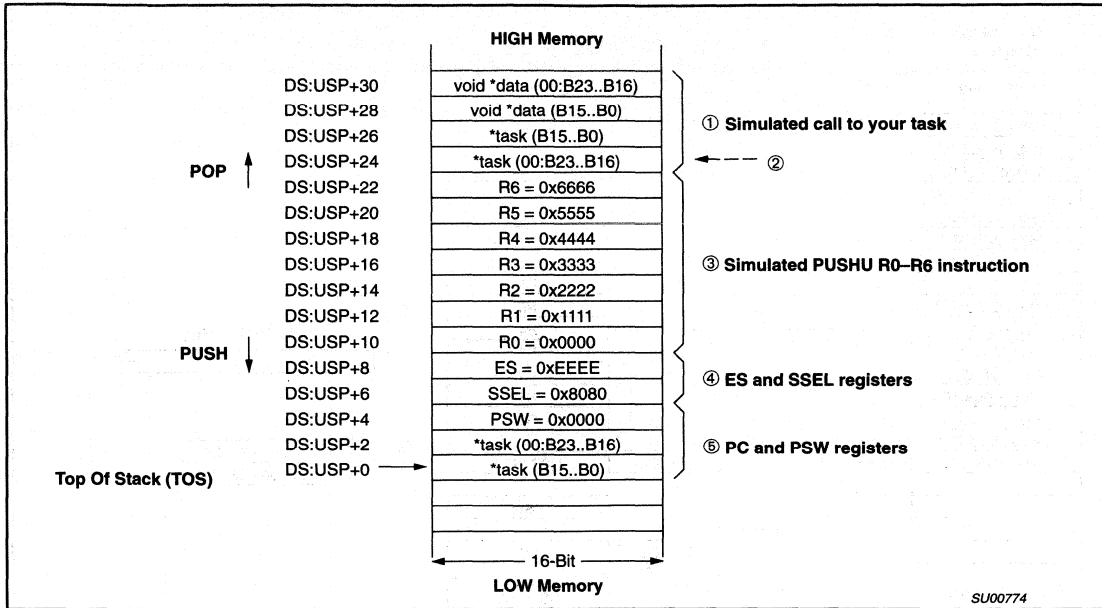 HIGH Memory
DS:USP+30 void *data (00:B23..B16)
DS:USP+28 void *data (B15..B0)
DS:USP+26 *task (B15..B0)
① Simulated call to your task
DS:USP+24 *task (00:B23..B16)
②
POP
DS:USP+22 R6 = 0x6666
DS:USP+20 R5 = 0x5555
DS:USP+18 R4 = 0x4444
DS:USP+16 R3 = 0x3333
③ Simulated PUSHU R0–R6 instruction
DS:USP+14 R2 = 0x2222
DS:USP+12 R1 = 0x1111
DS:USP+10 R0 = 0x0000
PUSH
DS:USP+8 ES = 0xEEEE
④ ES and SSEL registers
DS:USP+6 SSEL = 0x8080
DS:USP+4 PSW = 0x0000
DS:USP+2 *task (00:B23..B16)
⑤ PC and PSW registers
DS:USP+0 *task (B15..B0)
Top Of Stack (TOS)
16-Bit
LOW Memory
SU00774